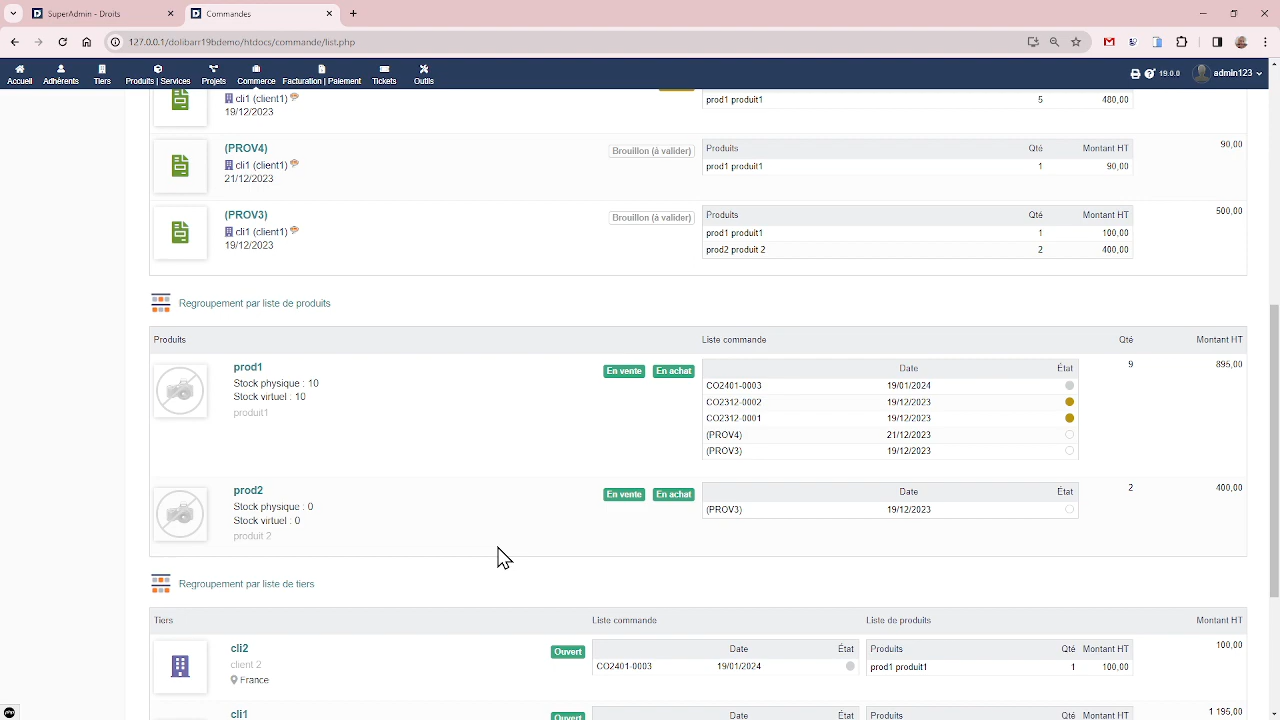 SuperAdmin - Droits
Commandes
127.0.0.1/dolibarr19bdemo/htdocs/commande/list.php
Accueil Adhérents Tiers Produits | Services Projets Commerce Facturation | Paiement Tickets Outils
19.0.0 admin123
cli1 (client1)
19/12/2023
prod1 produit1 5 480,00
(PROV4)
cli1 (client1)
21/12/2023
Brouillon (à valider)
Produits Qté Montant HT
prod1 produit1 1 90,00
90,00
(PROV3)
cli1 (client1)
19/12/2023
Brouillon (à valider)
Produits Qté Montant HT
prod1 produit1 1 100,00
prod2 produit 2 2 400,00
500,00
Regroupement par liste de produits
Produits Liste commande Qté Montant HT
prod1
Stock physique : 10
Stock virtuel : 10
produit1
En vente En achat
Date État
CO2401-0003 19/01/2024
CO2312-0002 19/12/2023
CO2312-0001 19/12/2023
(PROV4) 21/12/2023
(PROV3) 19/12/2023
9 895,00
prod2
Stock physique : 0
Stock virtuel : 0
produit 2
En vente En achat
Date État
(PROV3) 19/12/2023
2 400,00
Regroupement par liste de tiers
Tiers Liste commande Liste de produits Montant HT
cli2
client 2
France
Ouvert
Date État
CO2401-0003 19/01/2024
Produits Qté Montant HT
prod1 produit1 1 100,00
100,00
cli1
Ouvert
Date État
Produits Qté Montant HT
1 195,00
php